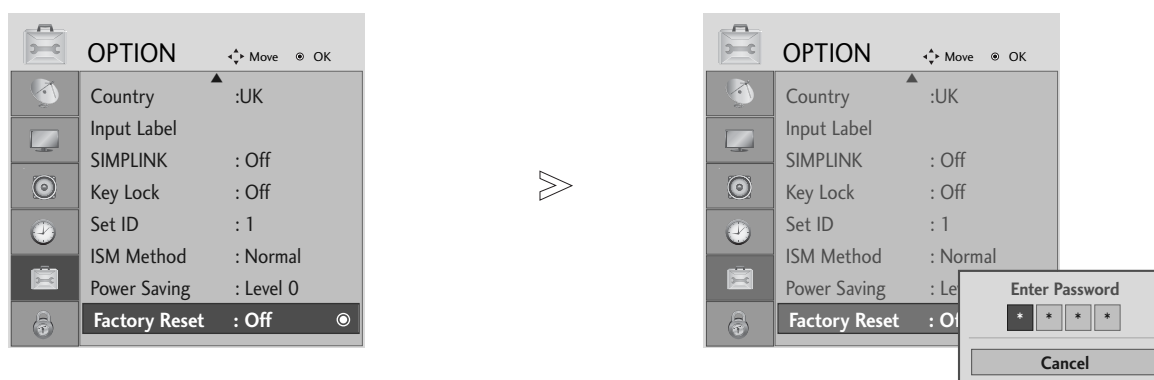 OPTION Move OK
Country :UK
Input Label
SIMPLINK : Off
Key Lock : Off
Set ID : 1
ISM Method : Normal
Power Saving : Level 0
Factory Reset : Off
OPTION Move OK
Country :UK
Input Label
SIMPLINK : Off
Key Lock : Off
Set ID : 1
ISM Method : Normal
Power Saving : Le
Factory Reset : Of
Enter Password
* * * *
Cancel